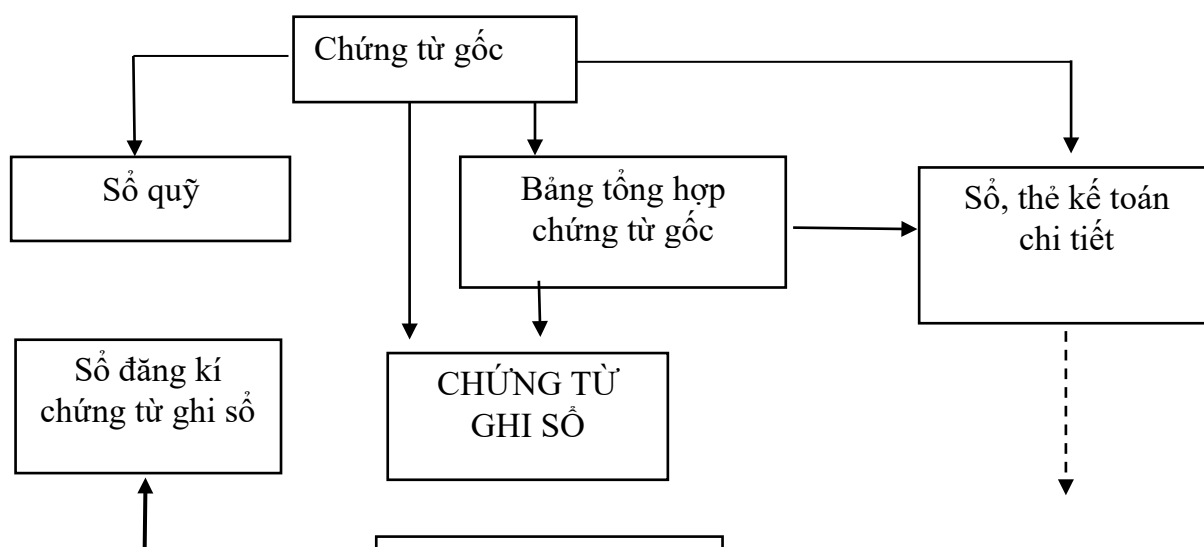 Chứng từ gốc
Sổ quỹ
Bảng tổng hợp
chứng từ gốc
Sổ, thẻ kế toán
chi tiết
Sổ đăng kí
chứng từ ghi sổ
CHỨNG TỪ
GHI SỔ